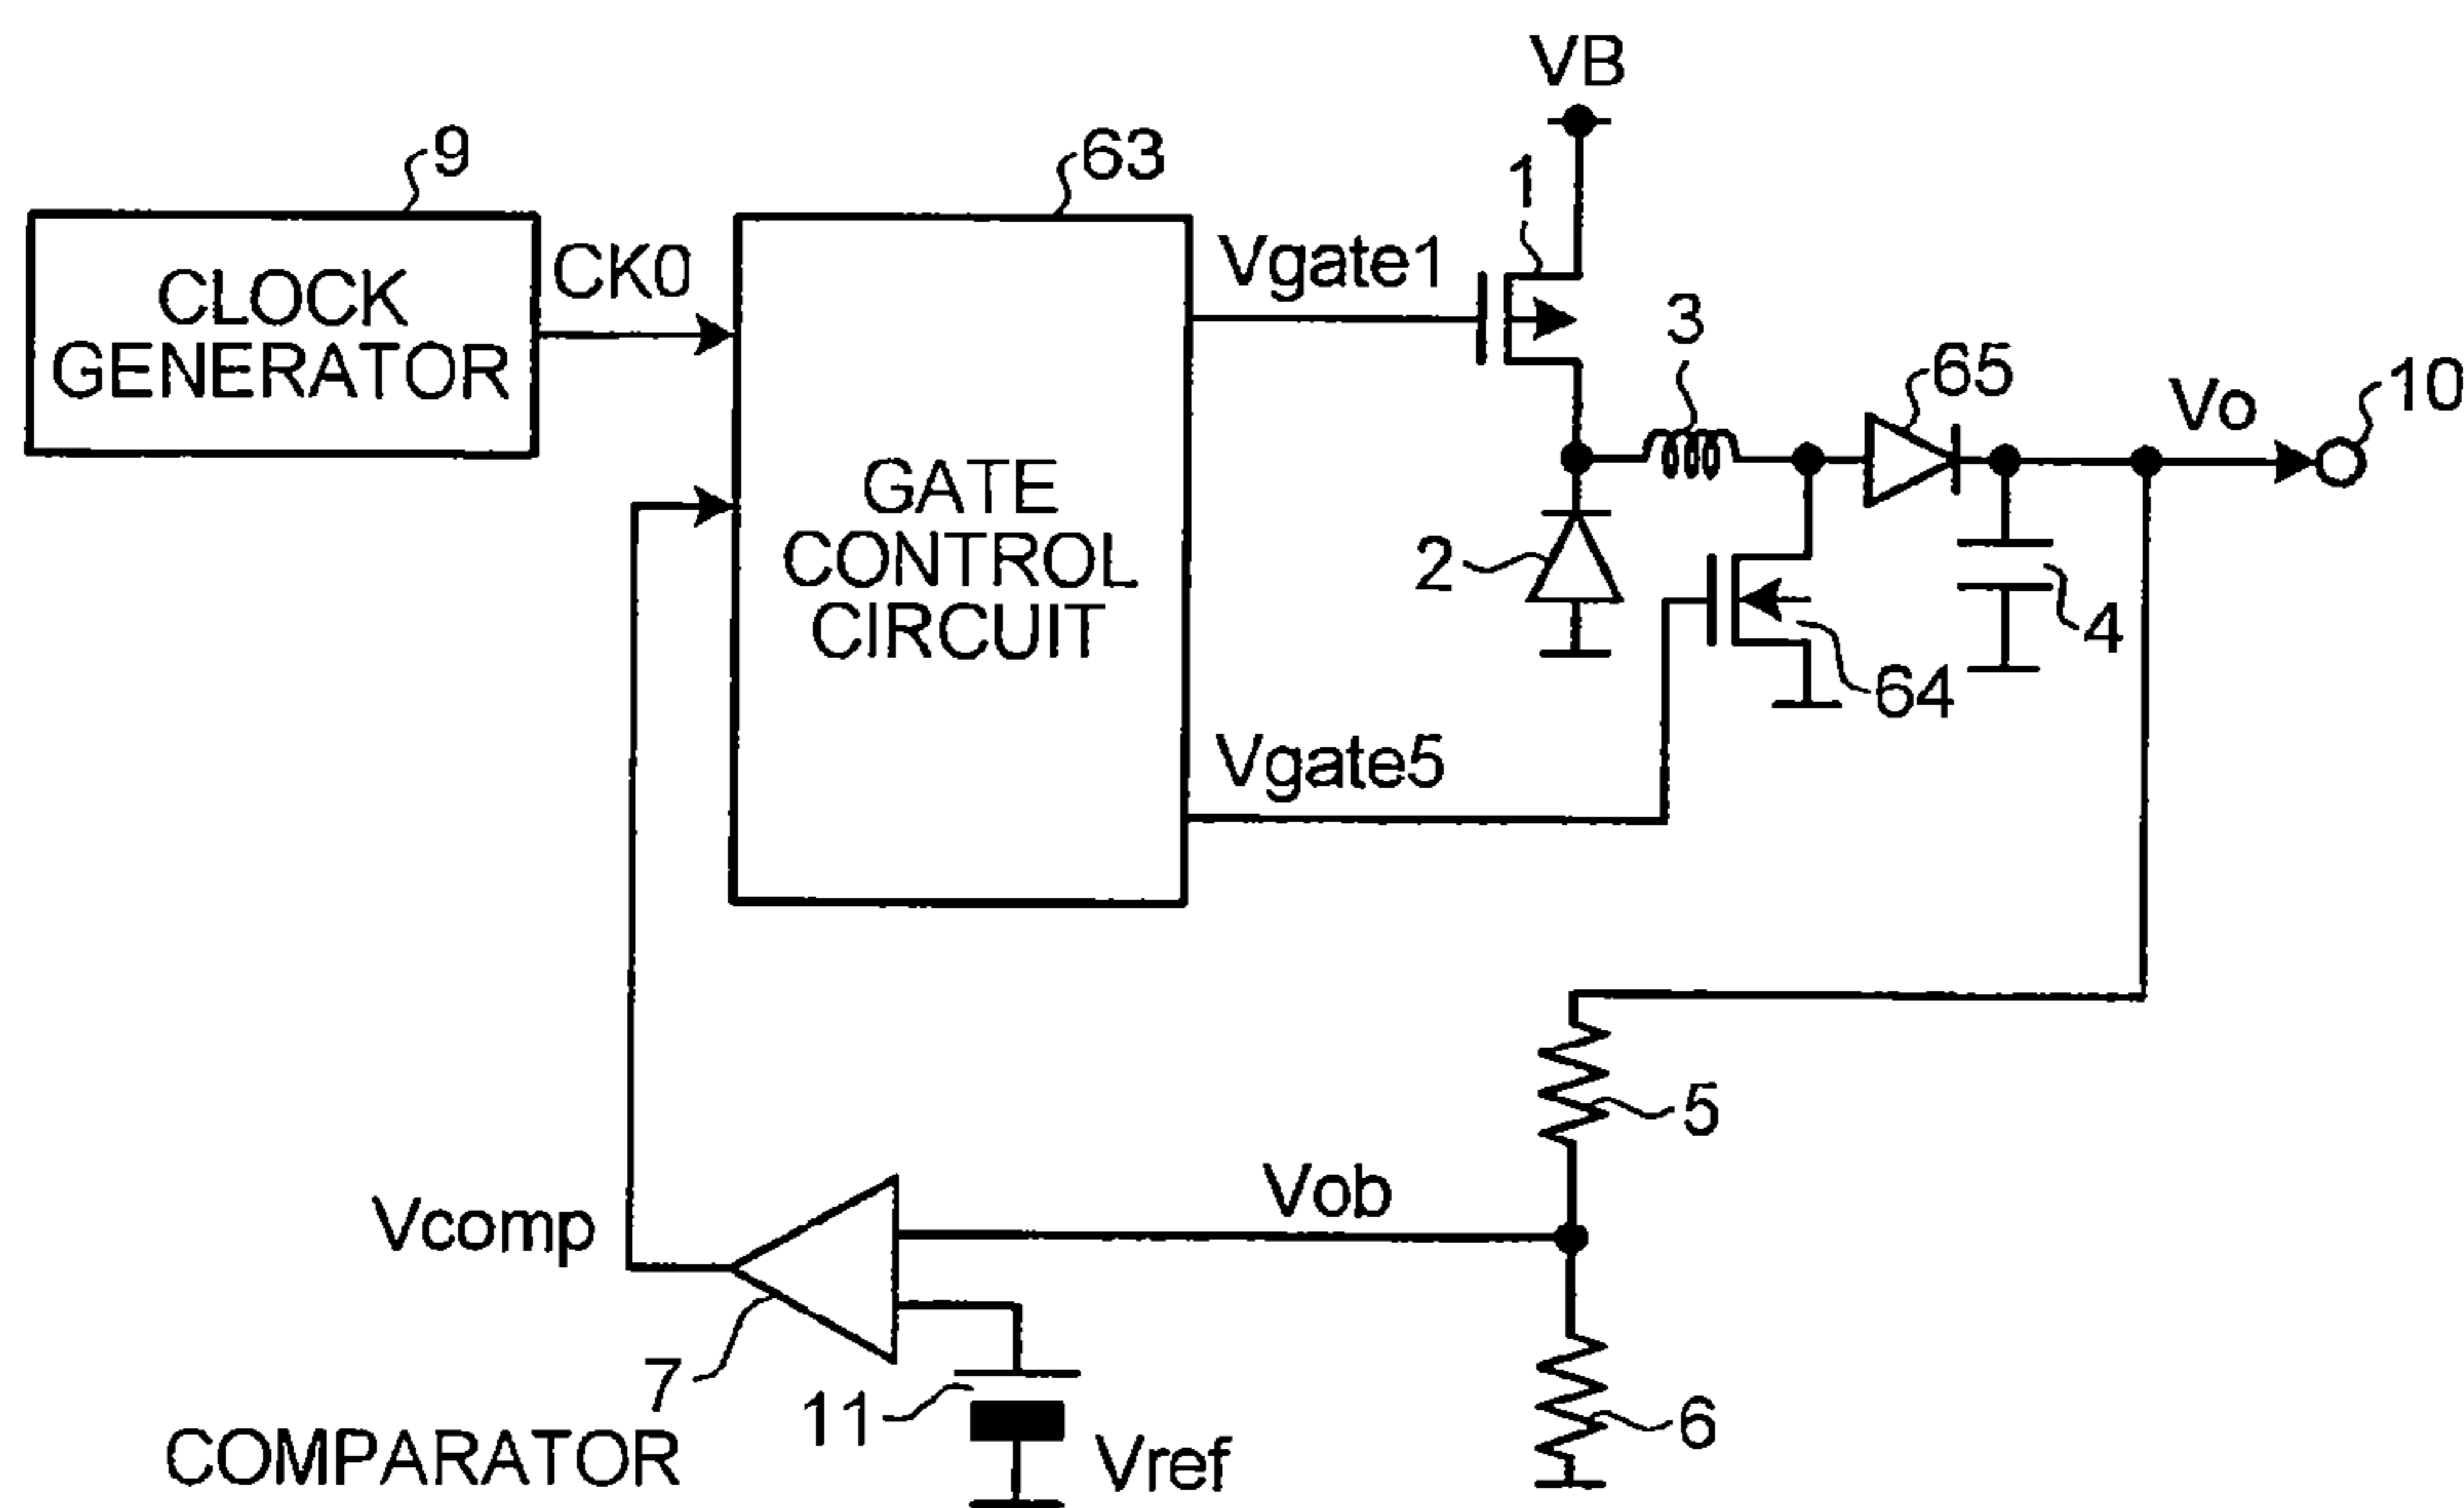 VB
9
63
1
CK0
Vgate1
CLOCK
GENERATOR
3
65
Vo
10
GATE
CONTROL
CIRCUIT
2
4
64
Vgate5
5
Vob
Vcomp
7
11
6
COMPARATOR
Vref